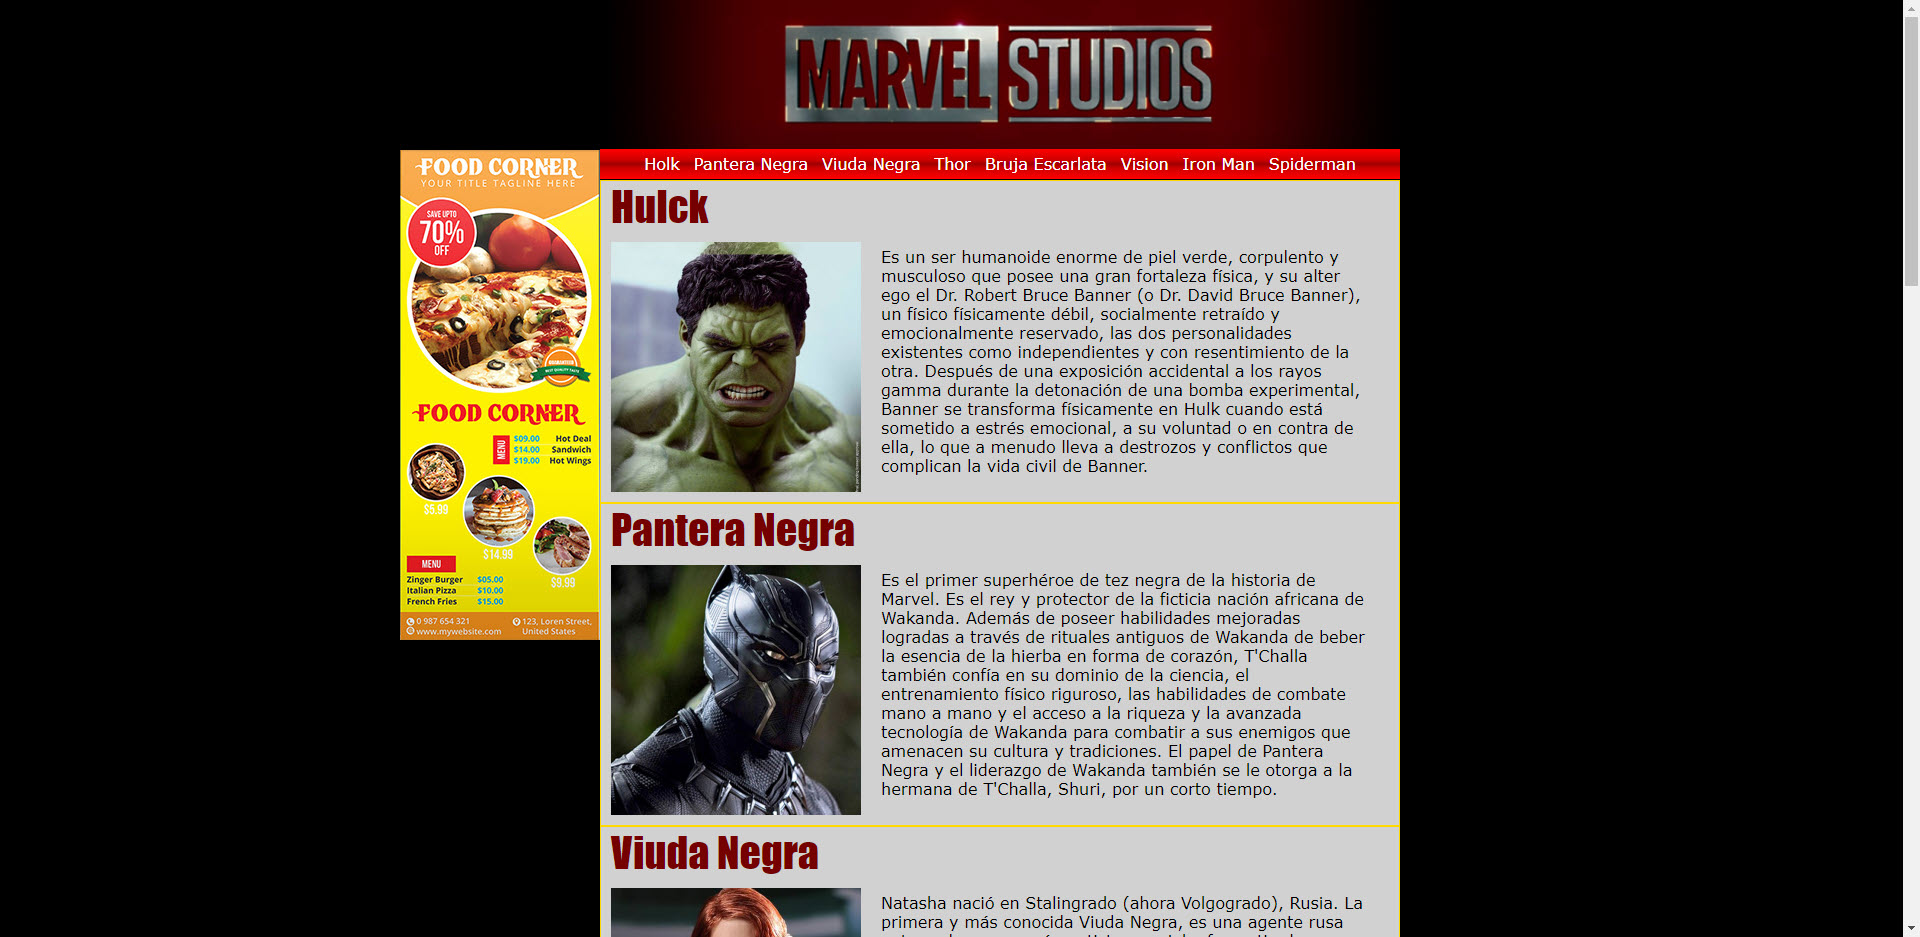 MARVEL STUDIOS
Holk Pantera Negra Viuda Negra Thor Bruja Escarlata Vision Iron Man Spiderman
FOOD CORNER
YOUR TITLE TAGLINE HERE
SAVE UPTO
70%
OFF
GUARANTEED
BEST QUALITY TASTE
FOOD CORNER
MENU
$09.00 Hot Deal
$14.00 Sandwich
$19.00 Hot Wings
$5.99
$14.99
$9.99
MENU
Zinger Burger $05.00
Italian Pizza $10.00
French Fries $15.00
0 987 654 321
www.mywebsite.com
123, Loren Street,
United States
Hulck
Es un ser humanoide enorme de piel verde, corpulento y
musculoso que posee una gran fortaleza física, y su alter
ego el Dr. Robert Bruce Banner (o Dr. David Bruce Banner),
un físico físicamente débil, socialmente retraído y
emocionalmente reservado, las dos personalidades
existentes como independientes y con resentimiento de la
otra. Después de una exposición accidental a los rayos
gamma durante la detonación de una bomba experimental,
Banner se transforma físicamente en Hulk cuando está
sometido a estrés emocional, a su voluntad o en contra de
ella, lo que a menudo lleva a destrozos y conflictos que
complican la vida civil de Banner.
Pantera Negra
Es el primer superhéroe de tez negra de la historia de
Marvel. Es el rey y protector de la ficticia nación africana de
Wakanda. Además de poseer habilidades mejoradas
logradas a través de rituales antiguos de Wakanda de beber
la esencia de la hierba en forma de corazón, T'Challa
también confía en su dominio de la ciencia, el
entrenamiento físico riguroso, las habilidades de combate
mano a mano y el acceso a la riqueza y la avanzada
tecnología de Wakanda para combatir a sus enemigos que
amenacen su cultura y tradiciones. El papel de Pantera
Negra y el liderazgo de Wakanda también se le otorga a la
hermana de T'Challa, Shuri, por un corto tiempo.
Viuda Negra
Natasha nació en Stalingrado (ahora Volgogrado), Rusia. La
primera y más conocida Viuda Negra, es una agente rusa